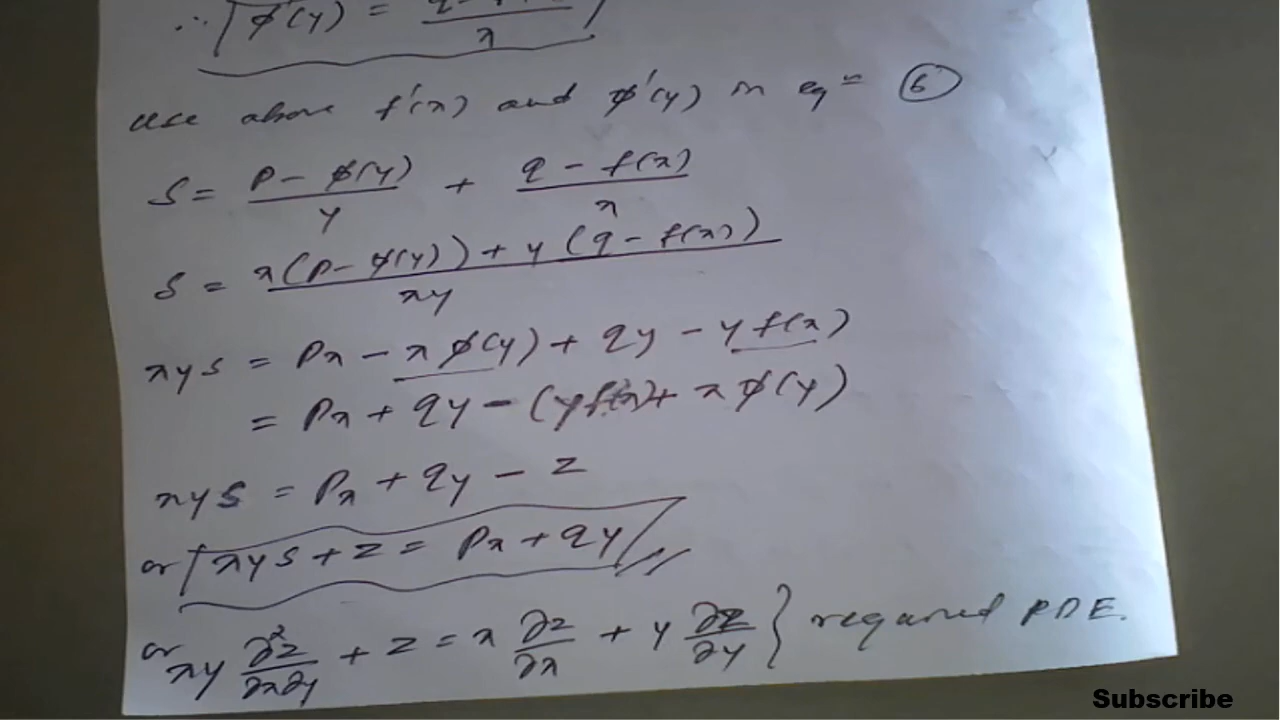 ∴ φ'(y) = q - f(x) / x
use above f'(x) and φ'(y) in eqⁿ ⑥
S = (P - φ(y)) / y + (q - f(x)) / x
S = (x(P - φ(y)) + y(q - f(x))) / xy
xys = Px - xφ(y) + qy - yf(x)
= Px + qy - (yf(x) + xφ(y)
xys = Px + qy - z
or xys + z = Px + qy
or xy ∂²z/∂x∂y + z = x ∂z/∂x + y ∂z/∂y } required PDE.
Subscribe